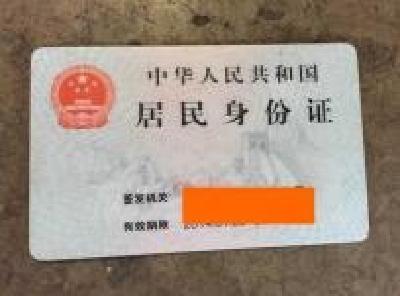 中华人民共和国
居民身份证
签发机关
有效期限